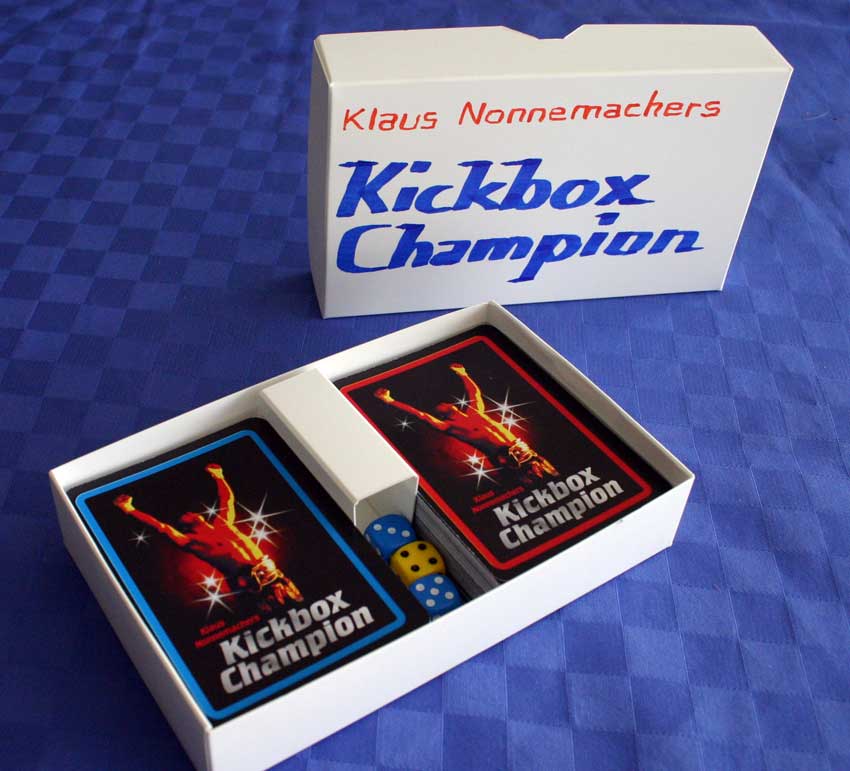 Klaus Nonnemachers
Kickbox
Champion
Klaus
Nonnemachers
Kickbox
Champion
Klaus
Nonnemachers
Kickbox
Champion